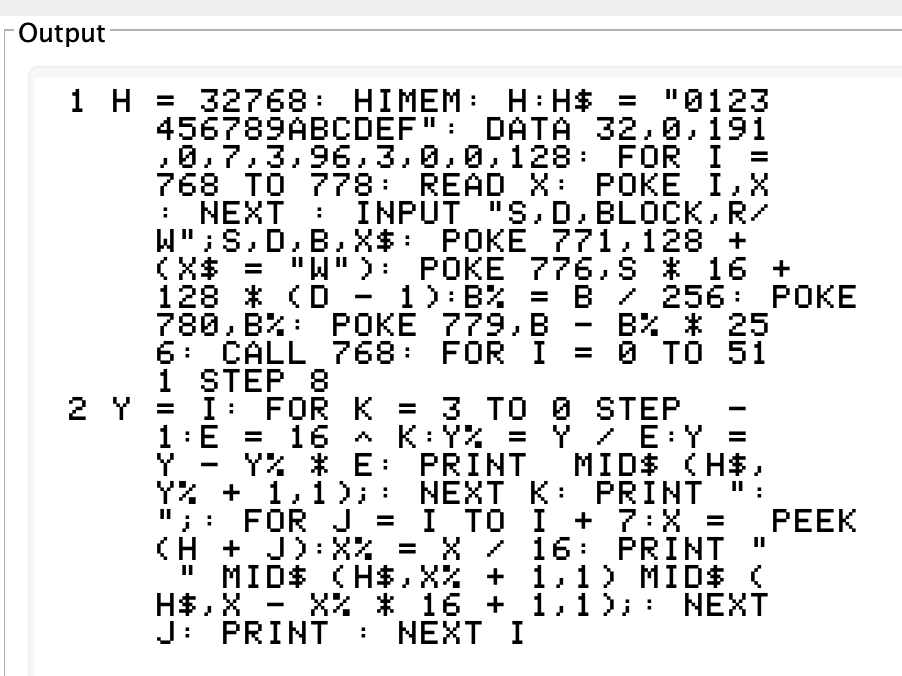 Output
1 H = 32768: HIMEM: H:H$ = "0123
456789ABCDEF": DATA 32,0,191
,0,7,3,96,3,0,0,128: FOR I =
768 TO 778: READ X: POKE I,X
: NEXT : INPUT "S,D,BLOCK,R/
W";S,D,B,X$: POKE 771,128 +
(X$ = "W"): POKE 776,S * 16 +
128 * (D - 1):B% = B / 256: POKE
780,B%: POKE 779,B - B% * 25
6: CALL 768: FOR I = 0 TO 51
1 STEP 8
2 Y = I: FOR K = 3 TO 0 STEP  -
1:E = 16 ^ K:Y% = Y / E:Y =
Y - Y% * E: PRINT  MID$ (H$,
Y% + 1,1);: NEXT K: PRINT ":
";: FOR J = I TO I + 7:X =  PEEK
(H + J):X% = X / 16: PRINT "
 " MID$ (H$,X% + 1,1) MID$ (
H$,X - X% * 16 + 1,1);: NEXT
J: PRINT : NEXT I